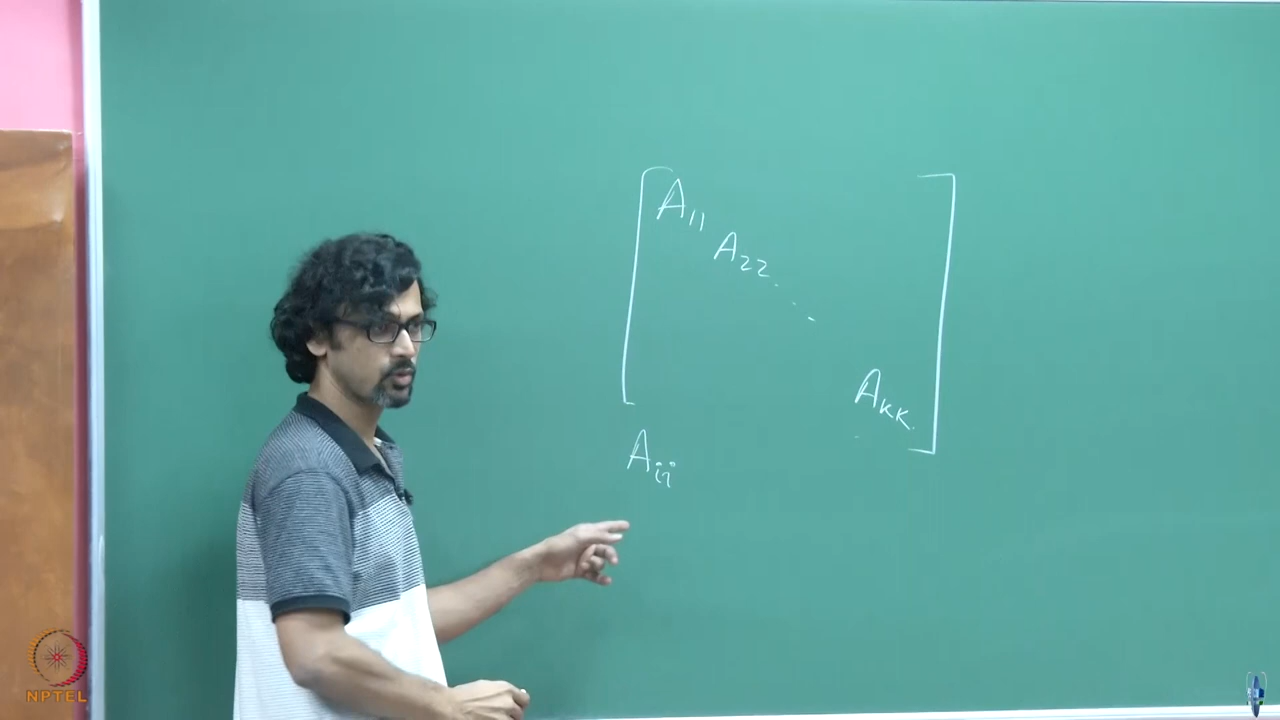 A₁₁
A₂₂
. . .
Aₖₖ
Aᵢᵢ
NPTEL